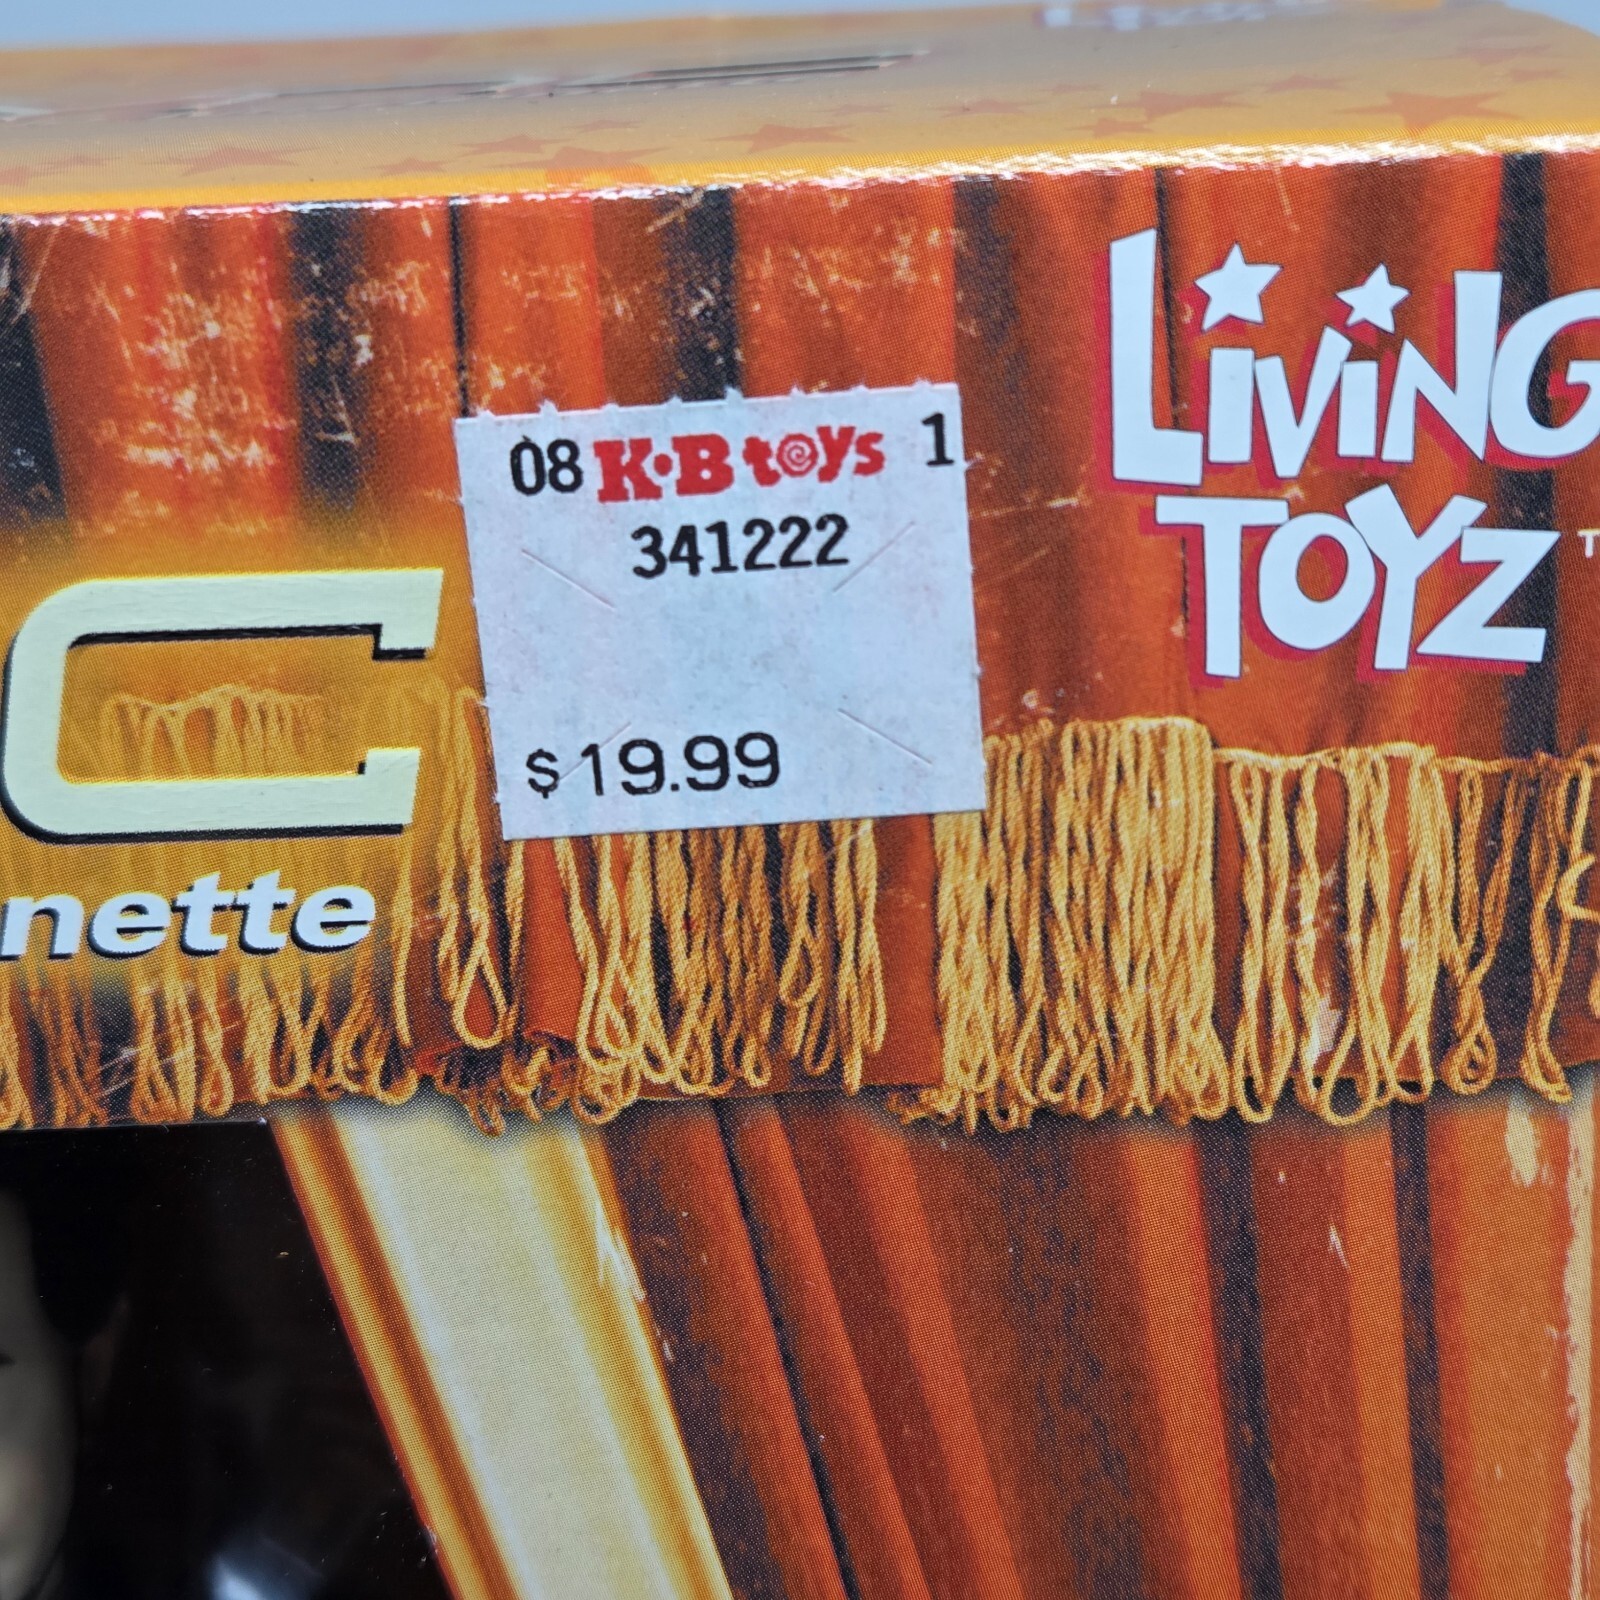 08 K·B toys 1
341222
$19.99
LiViNG
TOYZ
C
nette